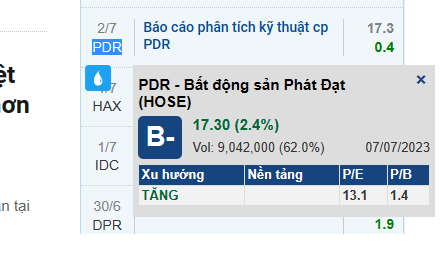 2/7
PDR
Báo cáo phân tích kỹ thuật cp
PDR
17.3
0.4
ệt
ơn
/7
HAX
PDR - Bất động sản Phát Đạt
(HOSE)
×
B-
17.30 (2.4%)
Vol: 9,042,000 (62.0%) 07/07/2023
Xu hướng Nền tảng P/E P/B
TĂNG 13.1 1.4
1/7
IDC
n tại
30/6
DPR
1.9